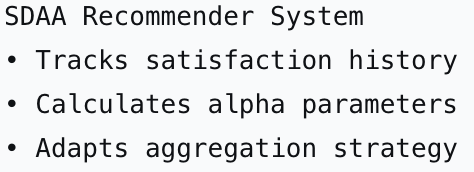 SDAA Recommender System
• Tracks satisfaction history
• Calculates alpha parameters
• Adapts aggregation strategy